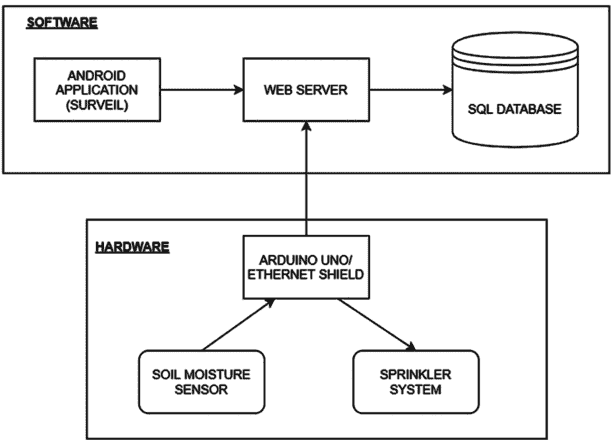 SOFTWARE
ANDROID
APPLICATION
(SURVEIL)
WEB SERVER
SQL DATABASE
HARDWARE
ARDUINO UNO/
ETHERNET SHIELD
SOIL MOISTURE
SENSOR
SPRINKLER
SYSTEM